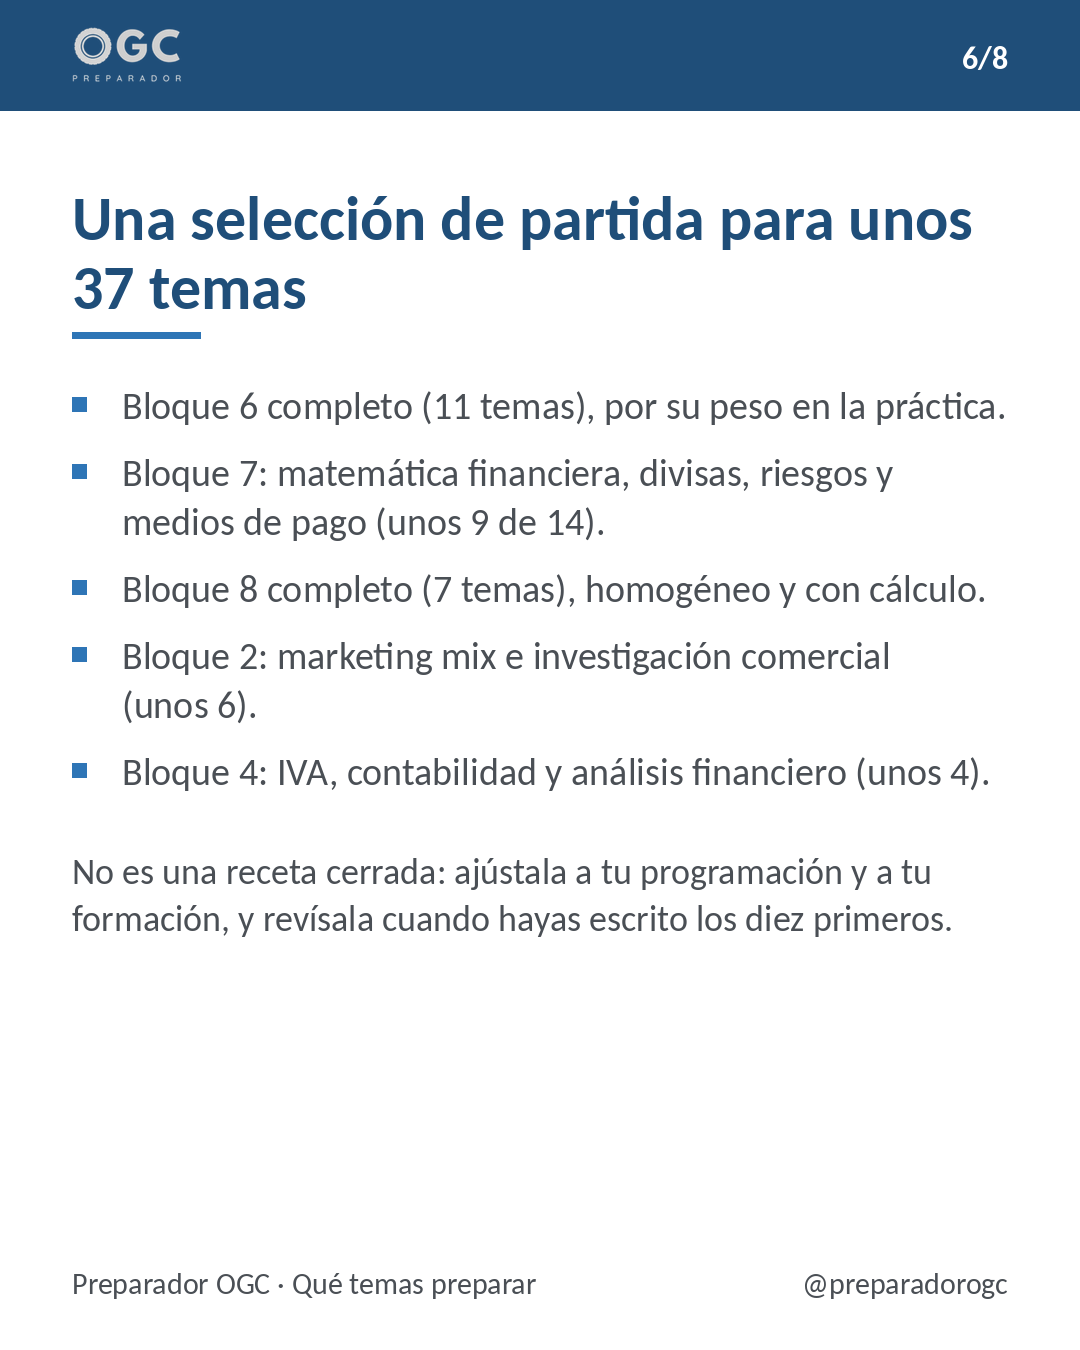 OGC
PREPARADOR
6/8
Una selección de partida para unos
37 temas
Bloque 6 completo (11 temas), por su peso en la práctica.
Bloque 7: matemática financiera, divisas, riesgos y
medios de pago (unos 9 de 14).
Bloque 8 completo (7 temas), homogéneo y con cálculo.
Bloque 2: marketing mix e investigación comercial
(unos 6).
Bloque 4: IVA, contabilidad y análisis financiero (unos 4).
No es una receta cerrada: ajústala a tu programación y a tu
formación, y revísala cuando hayas escrito los diez primeros.
Preparador OGC · Qué temas preparar
@preparadorogc